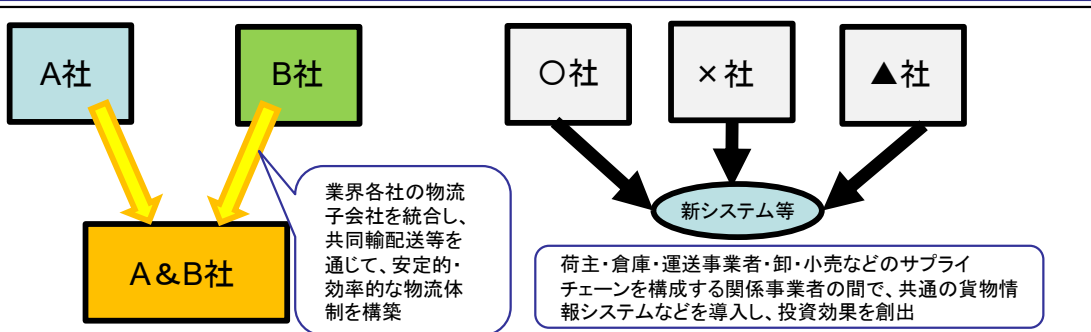 A社
B社
業界各社の物流
子会社を統合し、
共同輸配送等を
通じて、安定的・
効率的な物流体
制を構築
A&B社
〇社
×社
▲社
新システム等
荷主・倉庫・運送事業者・卸・小売などのサプライ
チェーンを構成する関係事業者の間で、共通の貨物情
報システムなどを導入し、投資効果を創出